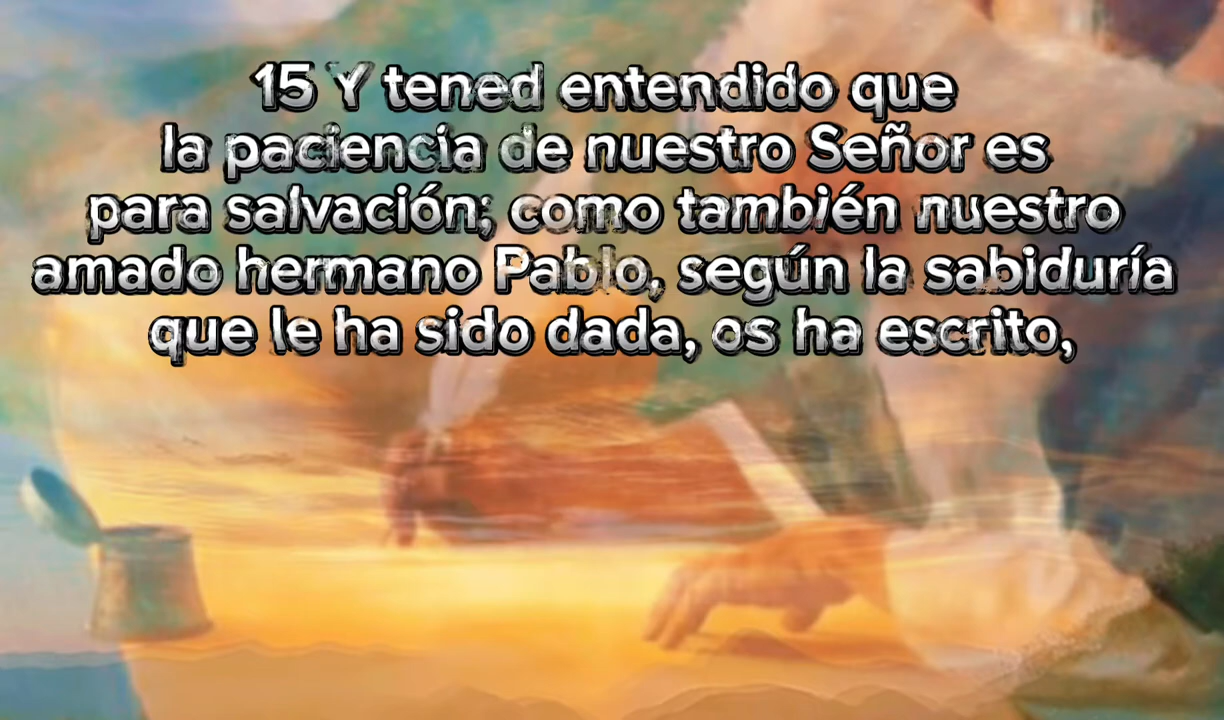 15 Y tened entendido que
la paciencia de nuestro Señor es
para salvación; como también nuestro
amado hermano Pablo, según la sabiduría
que le ha sido dada, os ha escrito,